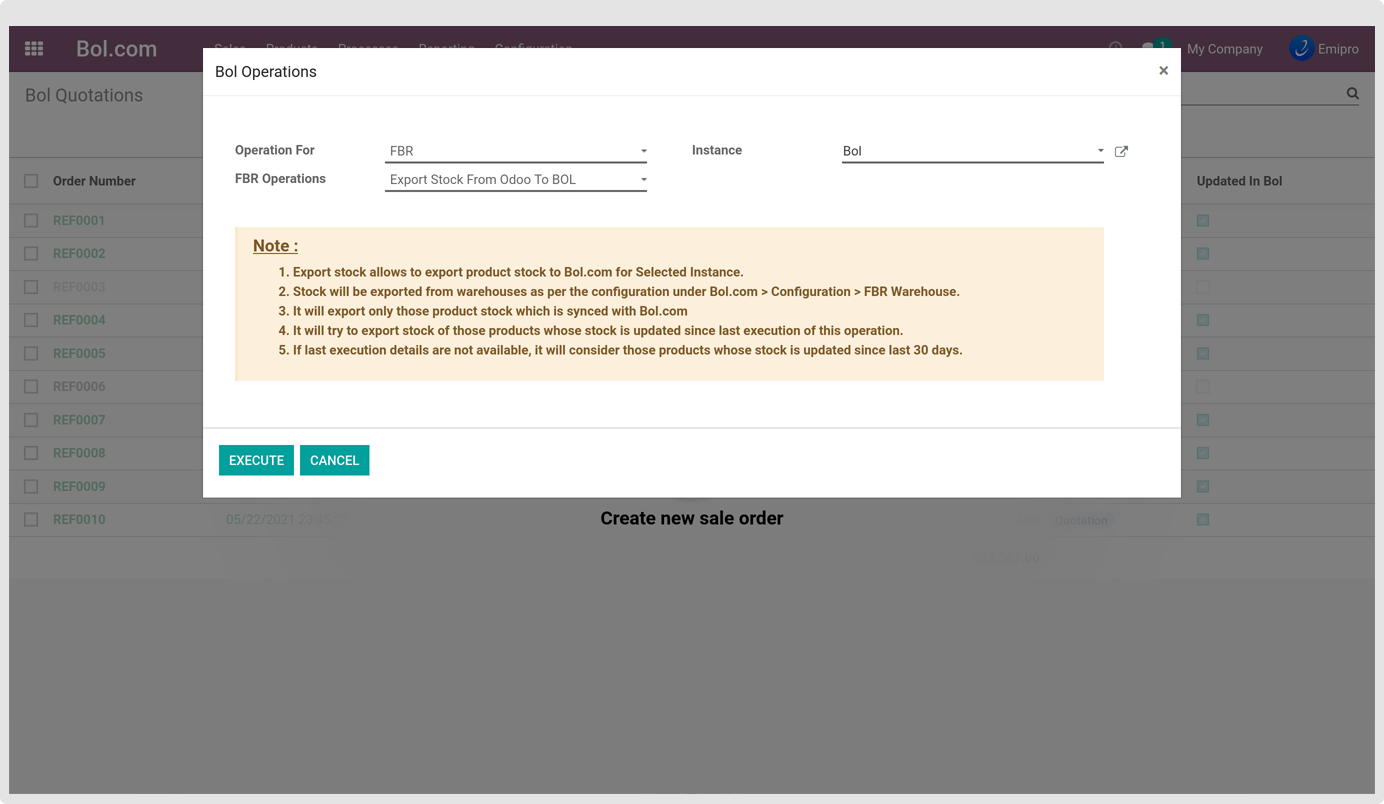 Bol.com Sales Products Processes Reporting Configuration 1 My Company Emipro
Bol Operations ×
Bol Quotations
Operation For FBR Instance Bol
FBR Operations Export Stock From Odoo To BOL
Order Number Updated In Bol
REF0001
REF0002
REF0003
REF0004
REF0005
REF0006
REF0007
REF0008
REF0009
REF0010 05/22/2021 Quotation
Note :
1. Export stock allows to export product stock to Bol.com for Selected Instance.
2. Stock will be exported from warehouses as per the configuration under Bol.com > Configuration > FBR Warehouse.
3. It will export only those product stock which is synced with Bol.com
4. It will try to export stock of those products whose stock is updated since last execution of this operation.
5. If last execution details are not available, it will consider those products whose stock is updated since last 30 days.
EXECUTE CANCEL
Create new sale order